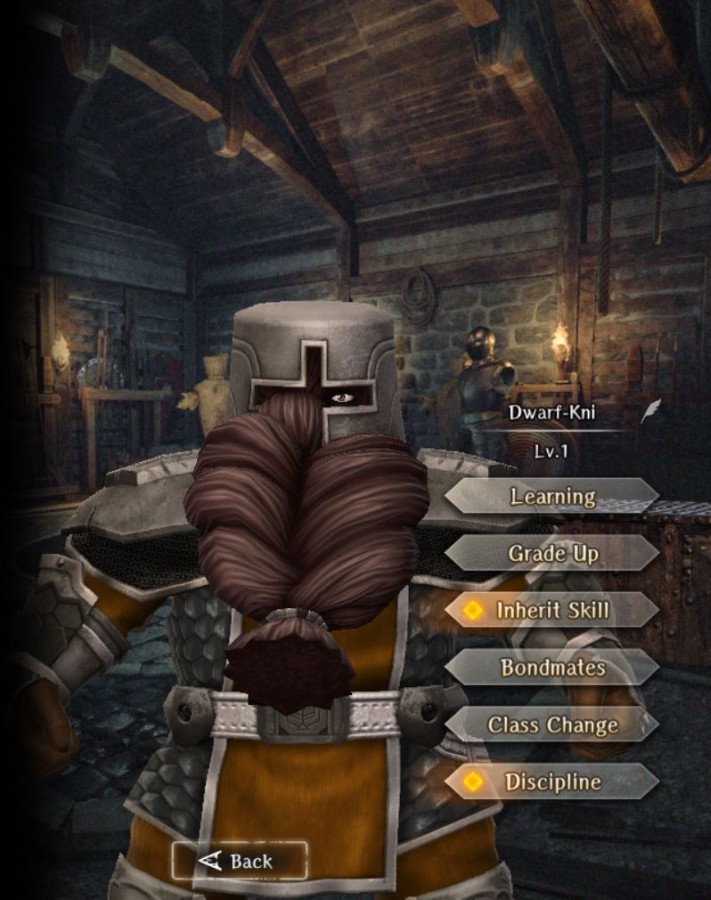 Dwarf-Kni
Lv.1
Learning
Grade Up
Inherit Skill
Bondmates
Class Change
Discipline
Back